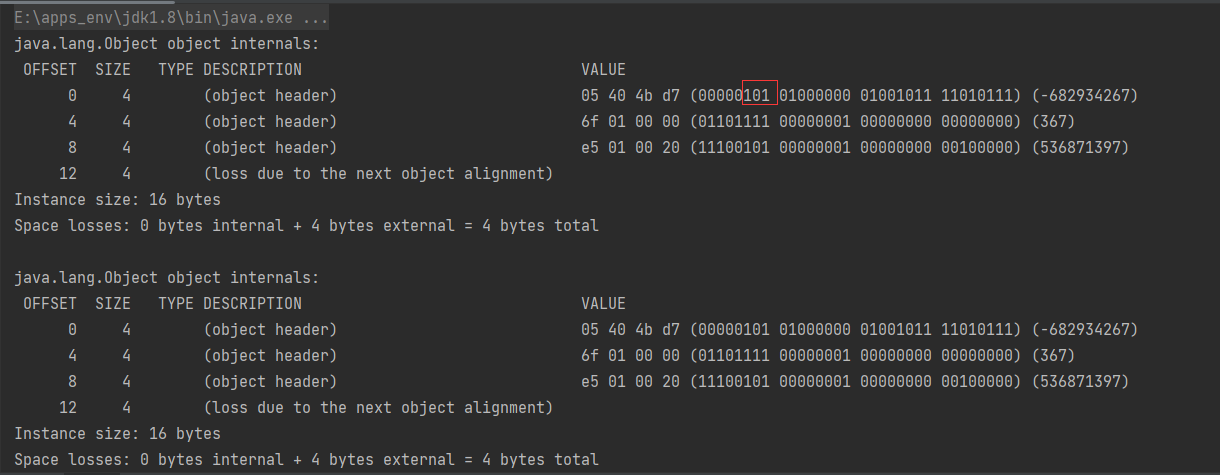 E:\apps_env\jdk1.8\bin\java.exe ...
java.lang.Object object internals:
OFFSET  SIZE   TYPE DESCRIPTION                               VALUE
0     4        (object header)                           05 40 4b d7 (00000101 01000000 01001011 11010111) (-682934267)
4     4        (object header)                           6f 01 00 00 (01101111 00000001 00000000 00000000) (367)
8     4        (object header)                           e5 01 00 20 (11100101 00000001 00000000 00100000) (536871397)
12     4        (loss due to the next object alignment)
Instance size: 16 bytes
Space losses: 0 bytes internal + 4 bytes external = 4 bytes total
java.lang.Object object internals:
OFFSET  SIZE   TYPE DESCRIPTION                               VALUE
0     4        (object header)                           05 40 4b d7 (00000101 01000000 01001011 11010111) (-682934267)
4     4        (object header)                           6f 01 00 00 (01101111 00000001 00000000 00000000) (367)
8     4        (object header)                           e5 01 00 20 (11100101 00000001 00000000 00100000) (536871397)
12     4        (loss due to the next object alignment)
Instance size: 16 bytes
Space losses: 0 bytes internal + 4 bytes external = 4 bytes total